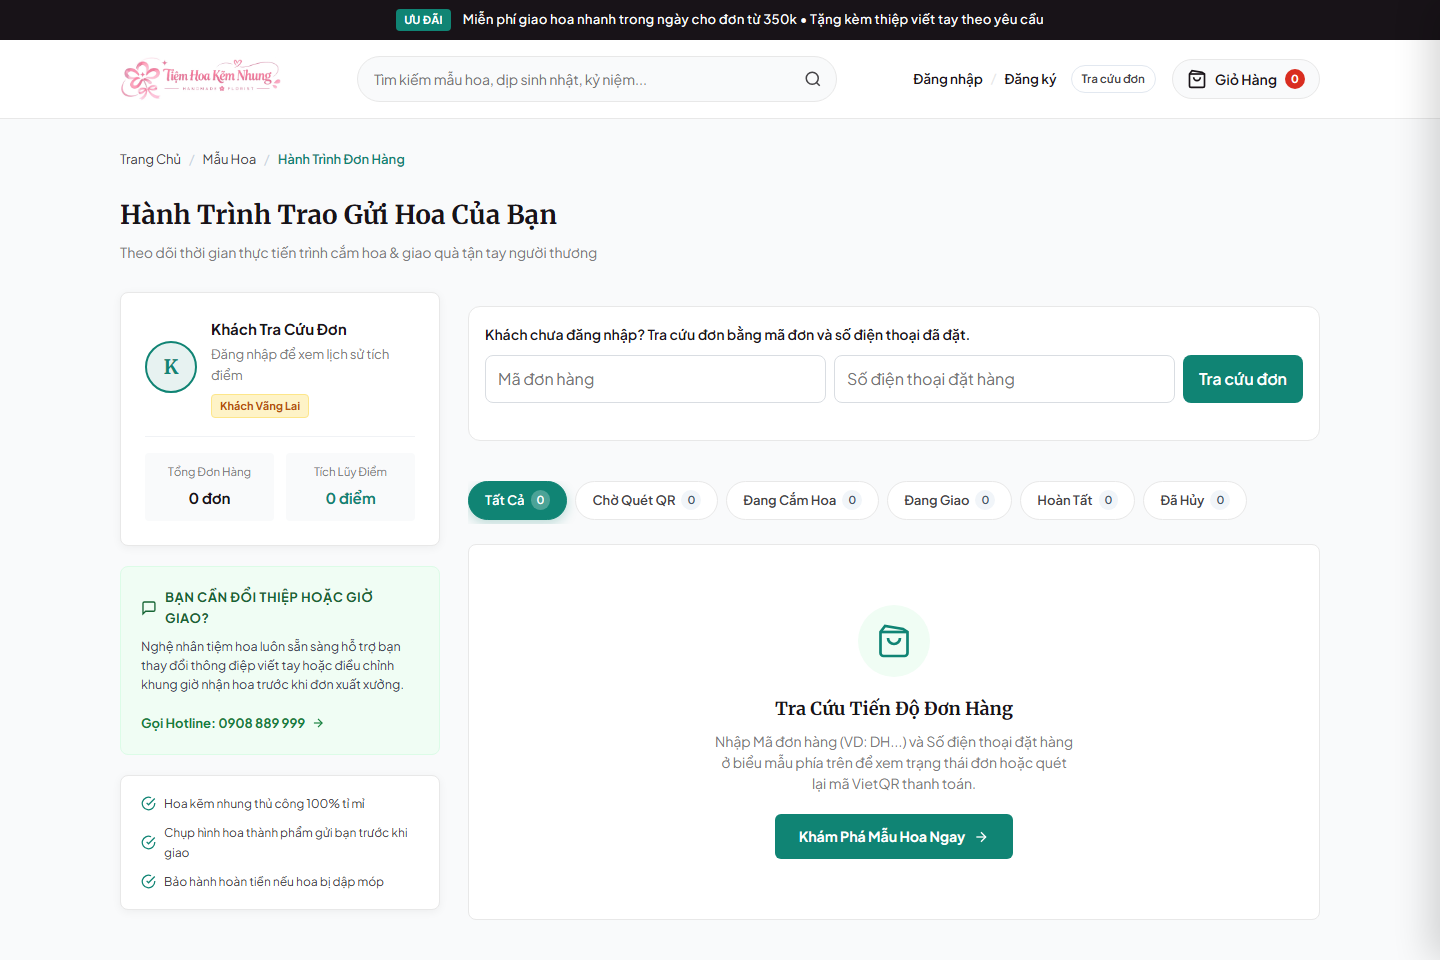 ƯU ĐÃI Miễn phí giao hoa nhanh trong ngày cho đơn từ 350k • Tặng kèm thiệp viết tay theo yêu cầu
Tiệm Hoa Kẽm Nhung
HANDMADE FLORIST
Tìm kiếm mẫu hoa, dịp sinh nhật, kỷ niệm...
Đăng nhập / Đăng ký
Tra cứu đơn
Giỏ Hàng 0
Trang Chủ / Mẫu Hoa / Hành Trình Đơn Hàng
Hành Trình Trao Gửi Hoa Của Bạn
Theo dõi thời gian thực tiến trình cắm hoa & giao quà tận tay người thương
K
Khách Tra Cứu Đơn
Đăng nhập để xem lịch sử tích
điểm
Khách Vãng Lai
Tổng Đơn Hàng
0 đơn
Tích Lũy Điểm
0 điểm
BẠN CẦN ĐỔI THIỆP HOẶC GIỜ
GIAO?
Nghệ nhân tiệm hoa luôn sẵn sàng hỗ trợ bạn
thay đổi thông điệp viết tay hoặc điều chỉnh
khung giờ nhận hoa trước khi đơn xuất xưởng.
Gọi Hotline: 0908 889 999
Hoa kẽm nhung thủ công 100% tỉ mỉ
Chụp hình hoa thành phẩm gửi bạn trước khi
giao
Bảo hành hoàn tiền nếu hoa bị dập móp
Khách chưa đăng nhập? Tra cứu đơn bằng mã đơn và số điện thoại đã đặt.
Mã đơn hàng
Số điện thoại đặt hàng
Tra cứu đơn
Tất Cả 0
Chờ Quét QR 0
Đang Cắm Hoa 0
Đang Giao 0
Hoàn Tất 0
Đã Hủy 0
Tra Cứu Tiến Độ Đơn Hàng
Nhập Mã đơn hàng (VD: DH...) và Số điện thoại đặt hàng
ở biểu mẫu phía trên để xem trạng thái đơn hoặc quét
lại mã VietQR thanh toán.
Khám Phá Mẫu Hoa Ngay